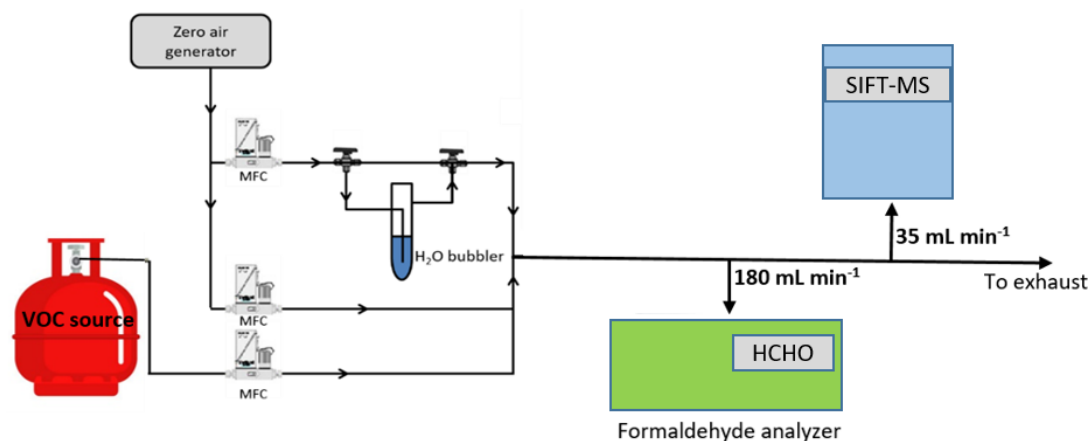 Zero air
generator
SIFT-MS
MFC
H₂O bubbler
35 mL min⁻¹
180 mL min⁻¹
To exhaust
VOC source
MFC
HCHO
MFC
Formaldehyde analyzer